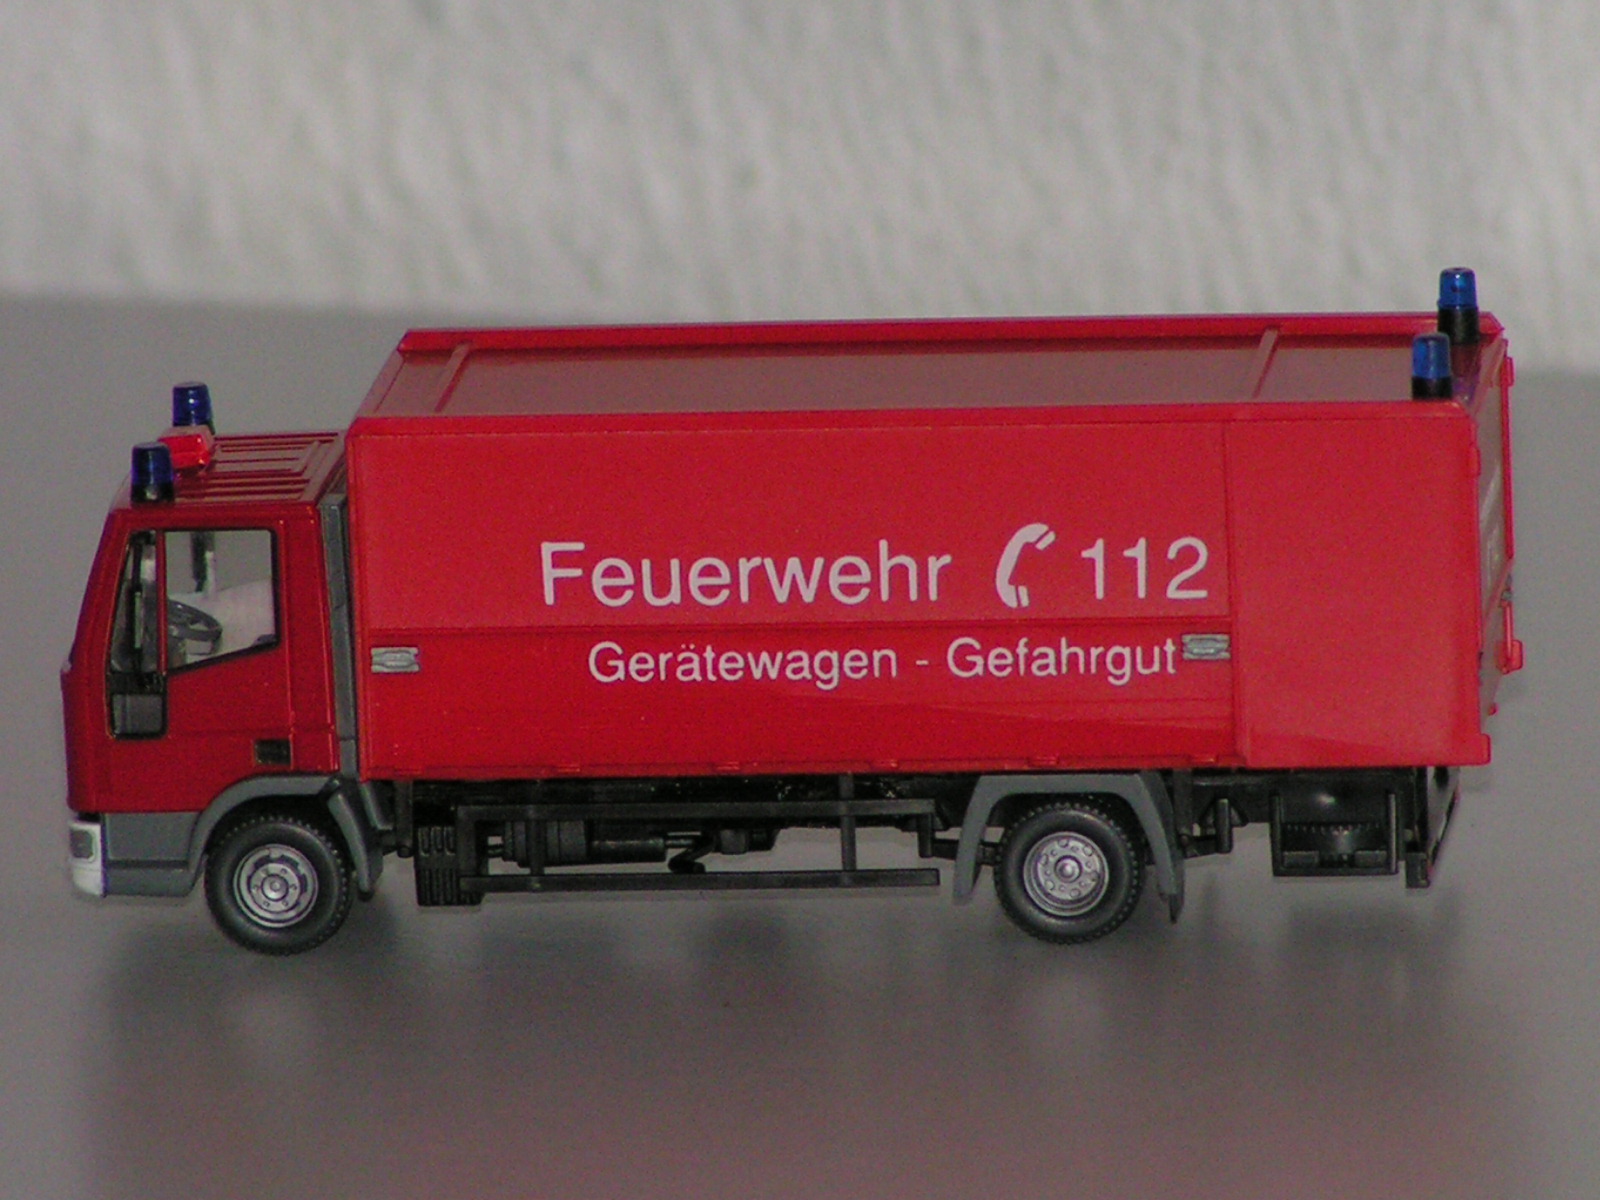 Feuerwehr 112
Gerätewagen - Gefahrgut